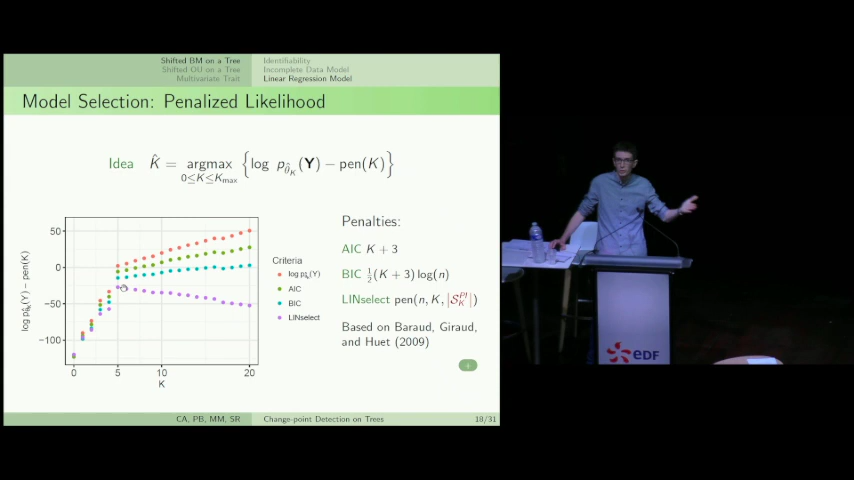 Shifted BM on a Tree
Shifted OU on a Tree
Multivariate Trait
Identifiability
Incomplete Data Model
Linear Regression Model
Model Selection: Penalized Likelihood
Idea K̂ = argmax {log p_θ̂_K(Y) − pen(K)}
0≤K≤K_max
50
0
−50
−100
0
5
10
20
K
log p_θ̂_K(Y) − pen(K)
Criteria
log p_θ̂_K(Y)
AIC
BIC
LINselect
Penalties:
AIC K + 3
BIC ½(K + 3) log(n)
LINselect pen(n, K, |S_K^PI|)
Based on Baraud, Giraud,
and Huet (2009)
+
CA, PB, MM, SR
Change-point Detection on Trees
18/31
eDF